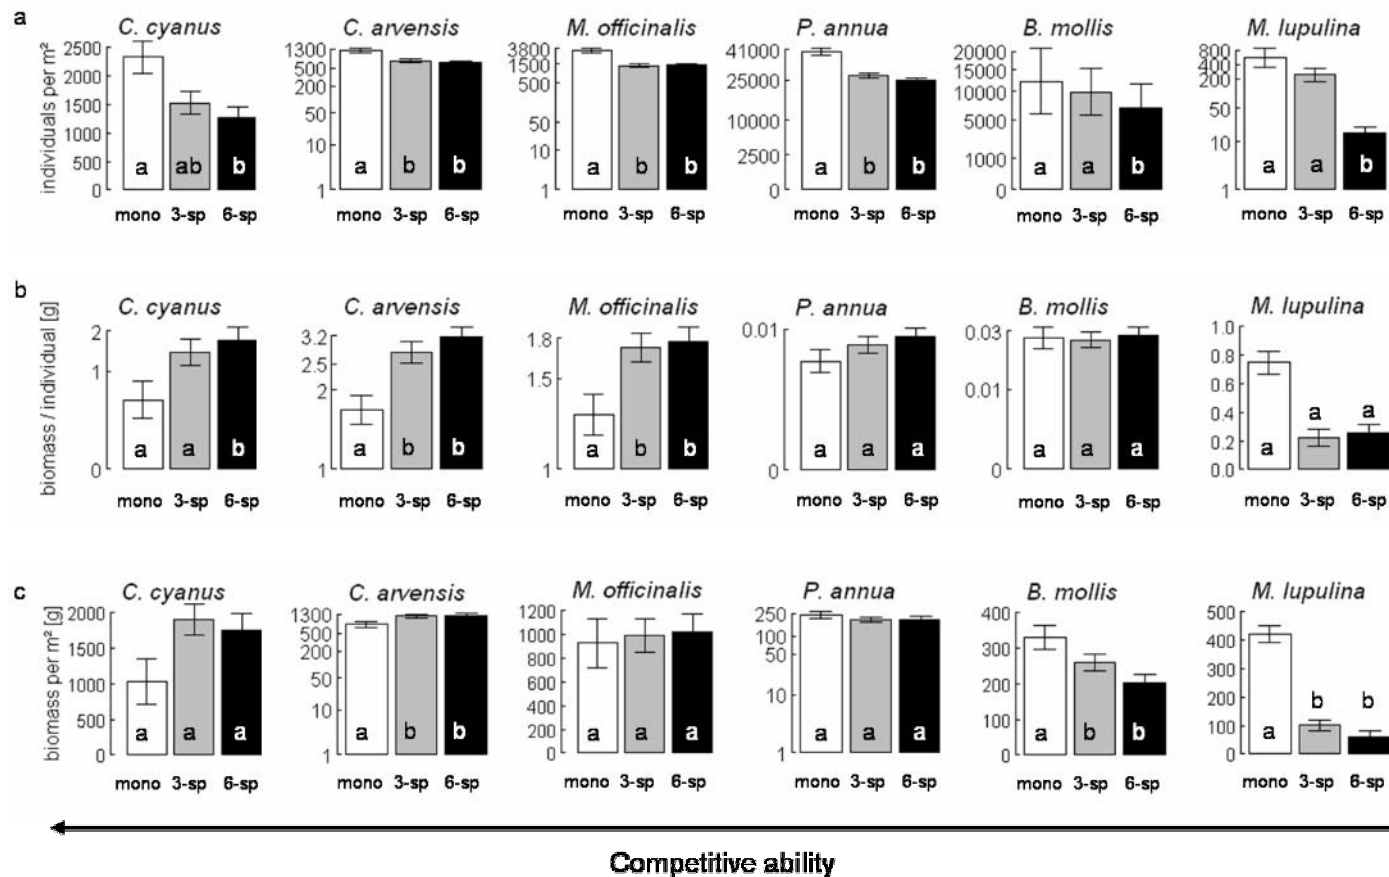 a
C. cyanus C. arvensis M. officinalis P. annua B. mollis M. lupulina
individuals per m²
2500 2000 1500 1000 500 0
a ab b
1300 500 200 50 10 1
a b b
3800 1500 500 50 10 1
a b b
41000 25000 10000 2500 0
a b b
20000 15000 10000 5000 1000 0
a a b
800 200 50 10 1
a a b
mono 3-sp 6-sp mono 3-sp 6-sp mono 3-sp 6-sp mono 3-sp 6-sp mono 3-sp 6-sp mono 3-sp 6-sp
b
C. cyanus C. arvensis M. officinalis P. annua B. mollis M. lupulina
biomass / individual [g]
2 1 0
a a b
3.2 2.5 2 1
a b b
1.8 1.5 1
a b b
0.01 0
a a a
0.03 0.01 0
a a a
1.0 0.8 0.6 0.4 0.2 0.0
a a a
mono 3-sp 6-sp mono 3-sp 6-sp mono 3-sp 6-sp mono 3-sp 6-sp mono 3-sp 6-sp mono 3-sp 6-sp
c
C. cyanus C. arvensis M. officinalis P. annua B. mollis M. lupulina
biomass per m² [g]
2000 1500 1000 500 0
a a a
1300 500 200 50 10 1
a b b
1200 1000 800 600 400 200 0
a a a
250 100 50 10 1
a a a
400 300 200 100 0
a b b
500 400 300 200 100 0
a b b
mono 3-sp 6-sp mono 3-sp 6-sp mono 3-sp 6-sp mono 3-sp 6-sp mono 3-sp 6-sp mono 3-sp 6-sp
Competitive ability